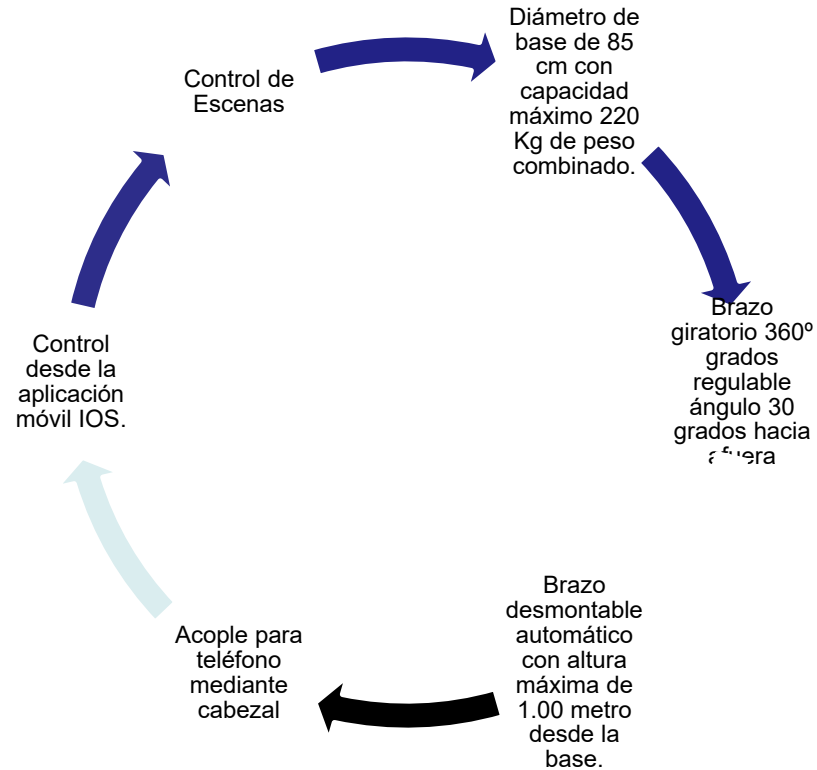 Control de
Escenas
Diámetro de
base de 85
cm con
capacidad
máximo 220
Kg de peso
combinado.
Brazo
giratorio 360º
grados
regulable
ángulo 30
grados hacia
afuera
Brazo
desmontable
automático
con altura
máxima de
1.00 metro
desde la
base.
Acople para
teléfono
mediante
cabezal
Control
desde la
aplicación
móvil IOS.